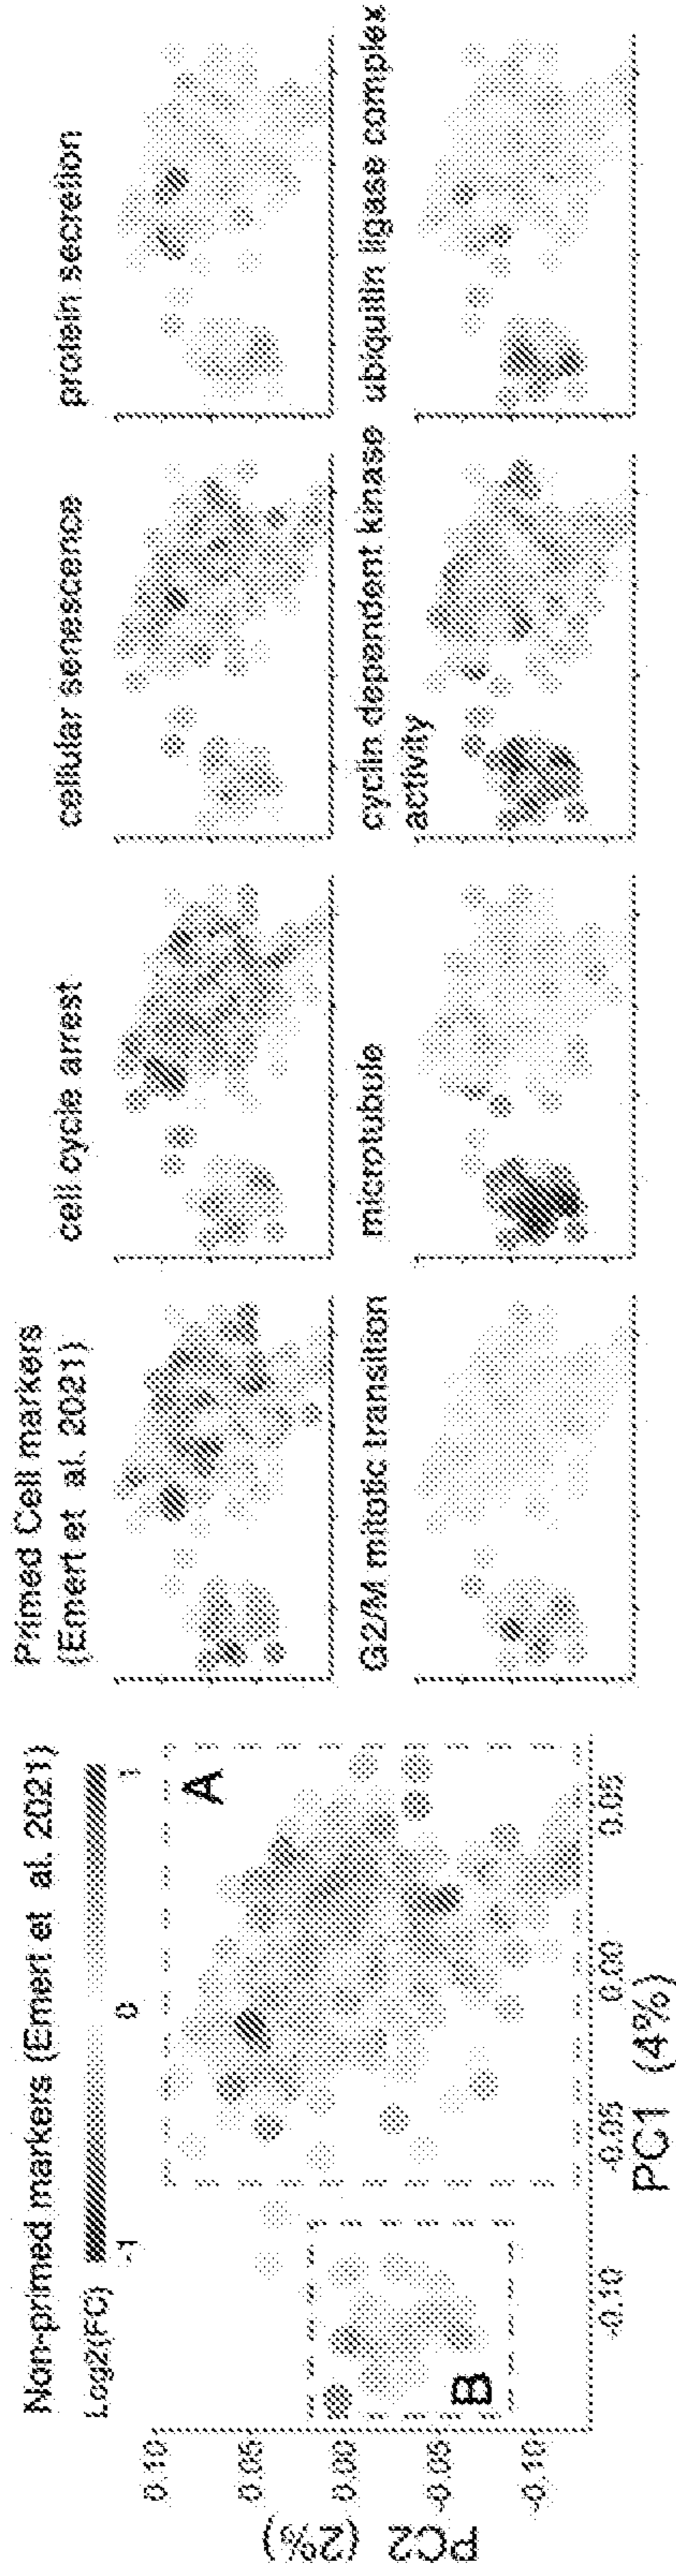 Non-primed markers (Emert et al. 2021)
Log2(FC)
-1
0
1
A
B
0.10
0.05
0.00
-0.05
-0.10
PC2 (2%)
-0.10
-0.05
0.00
0.05
PC1 (4%)
Primed Cell markers
(Emert et al. 2021)
cell cycle arrest
cellular senescence
protein secretion
G2/M mitotic transition
microtubule
cyclin dependent kinase
activity
ubiquitin ligase complex